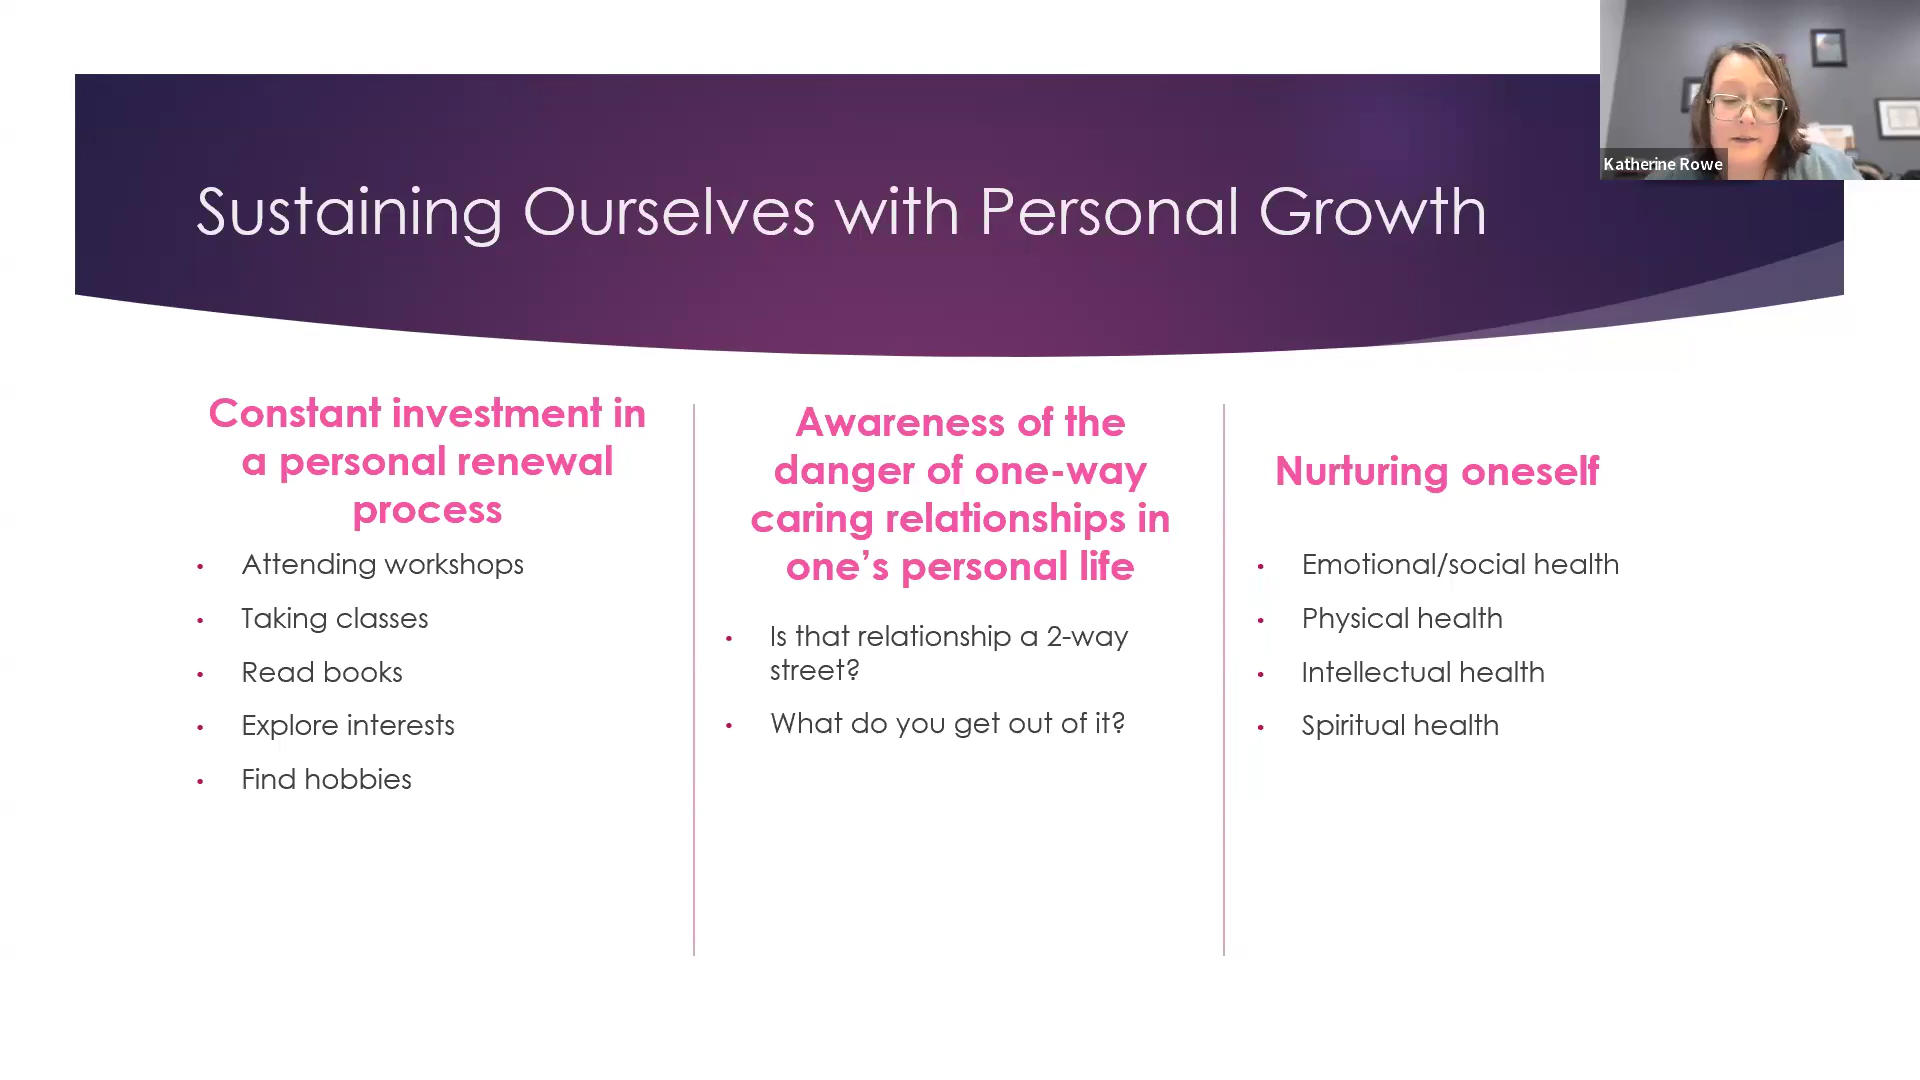 Katherine Rowe
Sustaining Ourselves with Personal Growth
Constant investment in
a personal renewal
process
• Attending workshops
• Taking classes
• Read books
• Explore interests
• Find hobbies
Awareness of the
danger of one-way
caring relationships in
one’s personal life
• Is that relationship a 2-way
street?
• What do you get out of it?
Nurturing oneself
• Emotional/social health
• Physical health
• Intellectual health
• Spiritual health